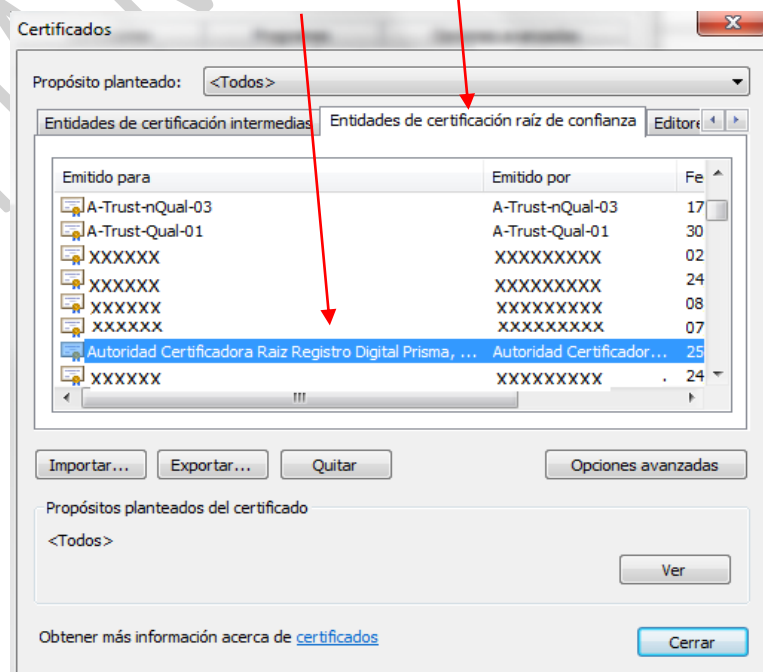 Certificados
Propósito planteado: <Todos>
Entidades de certificación intermedias Entidades de certificación raíz de confianza Editore
Emitido para Emitido por Fe
A-Trust-nQual-03 A-Trust-nQual-03 17
A-Trust-Qual-01 A-Trust-Qual-01 30
XXXXXX XXXXXXXXX 02
XXXXXX XXXXXXXXX 24
XXXXXX XXXXXXXXX 08
XXXXXX XXXXXXXXX 07
Autoridad Certificadora Raiz Registro Digital Prisma, ... Autoridad Certificador... 25
XXXXXX XXXXXXXXX . 24
Importar... Exportar... Quitar Opciones avanzadas
Propósitos planteados del certificado
<Todos>
Ver
Obtener más información acerca de certificados
Cerrar